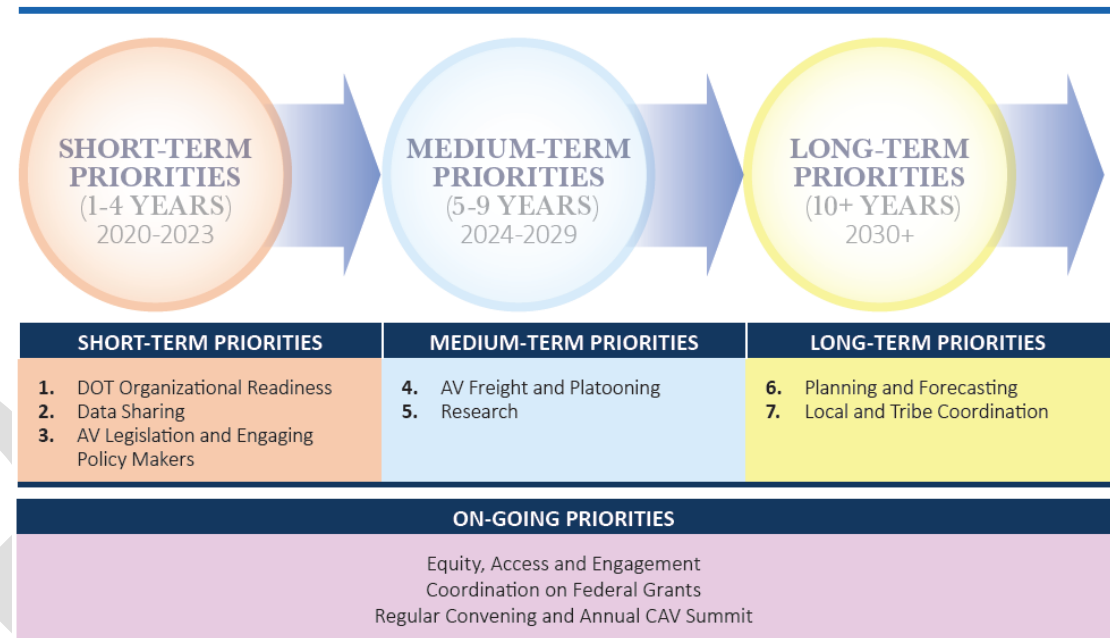 SHORT-TERM
PRIORITIES
(1-4 YEARS)
2020-2023
MEDIUM-TERM
PRIORITIES
(5-9 YEARS)
2024-2029
LONG-TERM
PRIORITIES
(10+ YEARS)
2030+
SHORT-TERM PRIORITIES
1. DOT Organizational Readiness
2. Data Sharing
3. AV Legislation and Engaging
Policy Makers
MEDIUM-TERM PRIORITIES
4. AV Freight and Platooning
5. Research
LONG-TERM PRIORITIES
6. Planning and Forecasting
7. Local and Tribe Coordination
ON-GOING PRIORITIES
Equity, Access and Engagement
Coordination on Federal Grants
Regular Convening and Annual CAV Summit